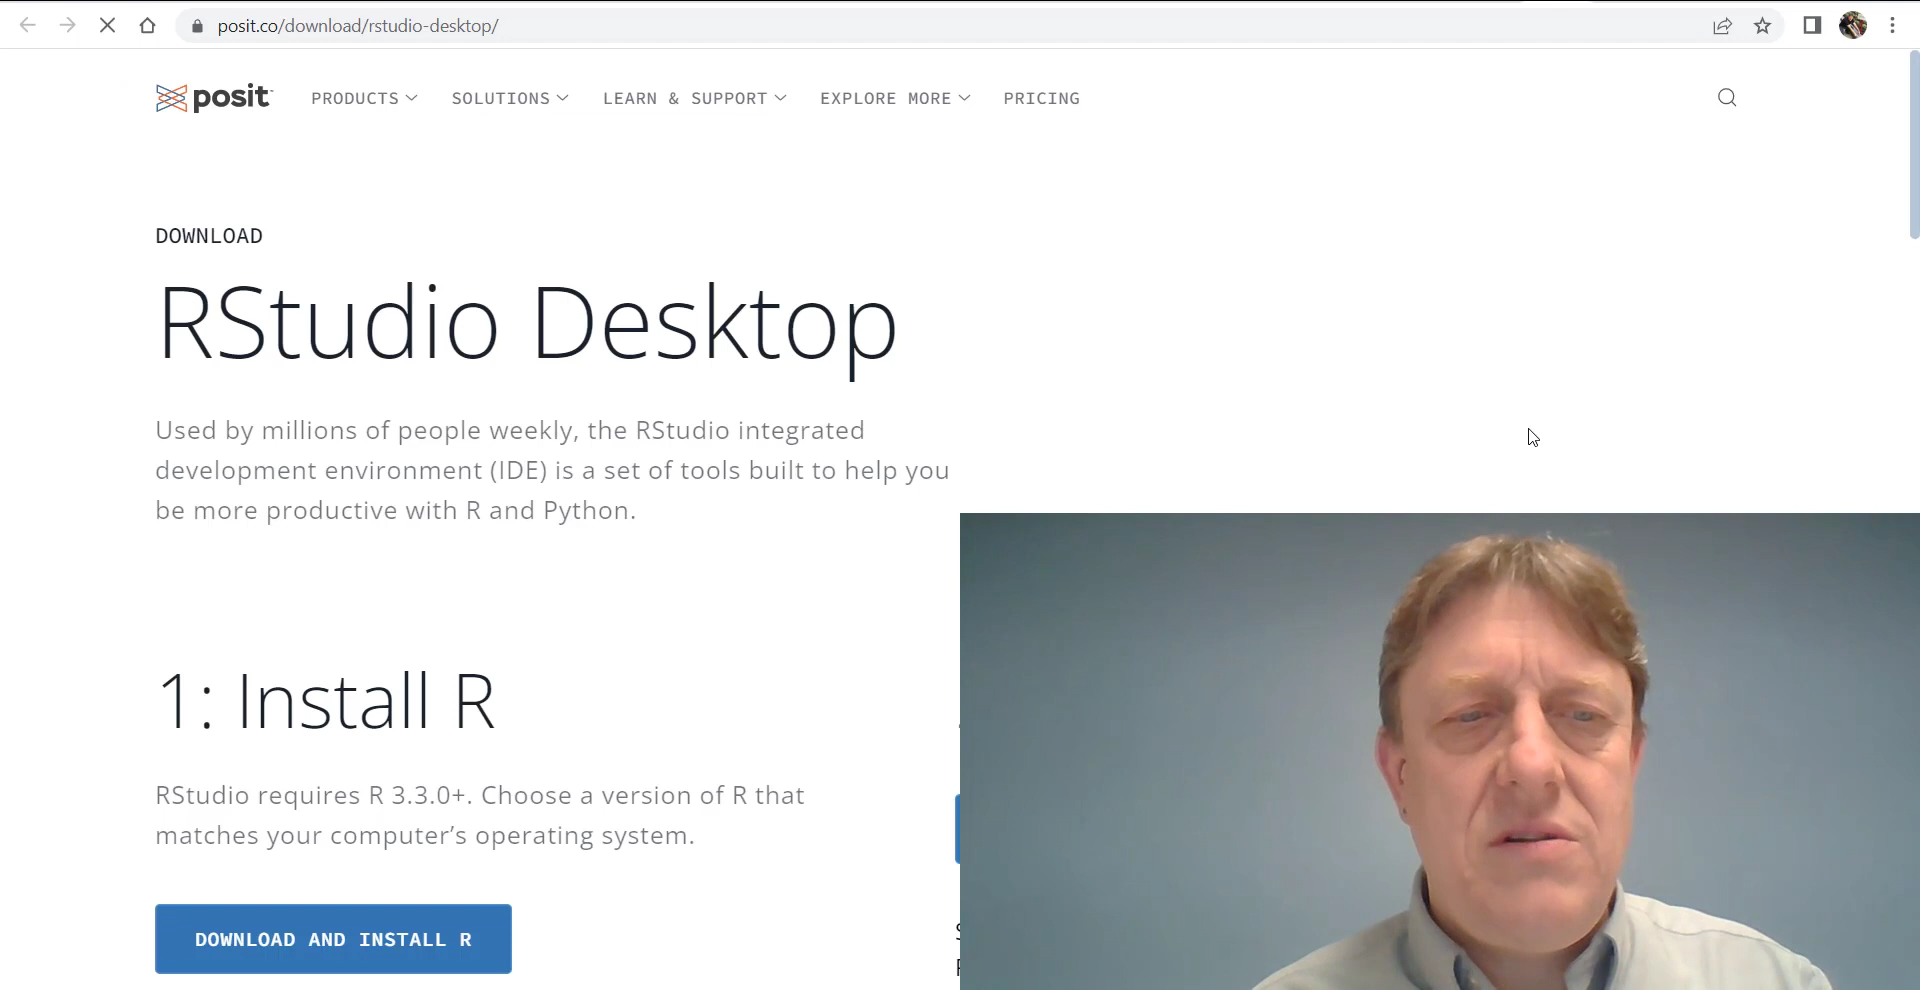 posit.co/download/rstudio-desktop/
posit PRODUCTS SOLUTIONS LEARN & SUPPORT EXPLORE MORE PRICING
DOWNLOAD
RStudio Desktop
Used by millions of people weekly, the RStudio integrated
development environment (IDE) is a set of tools built to help you
be more productive with R and Python.
1: Install R
RStudio requires R 3.3.0+. Choose a version of R that
matches your computer’s operating system.
DOWNLOAD AND INSTALL R